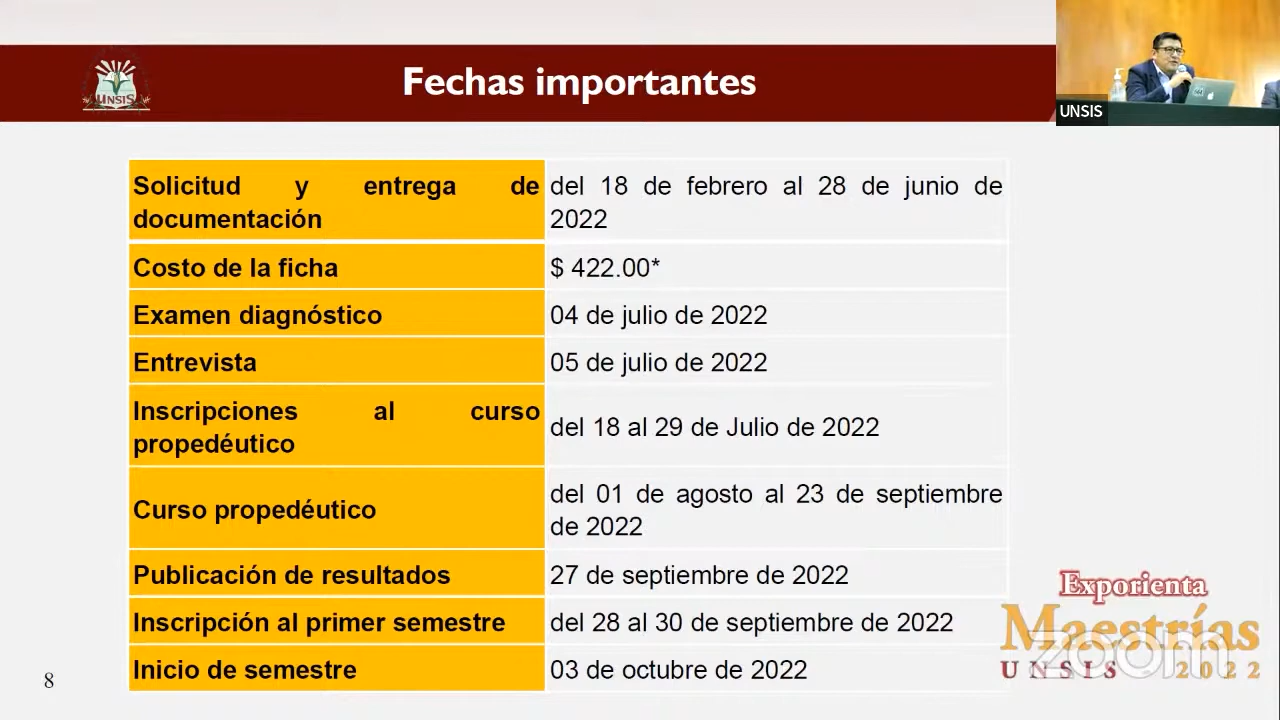 Fechas importantes
UNSIS
UNSIS
Solicitud y entrega de
documentación
del 18 de febrero al 28 de junio de
2022
Costo de la ficha
$ 422.00*
Examen diagnóstico
04 de julio de 2022
Entrevista
05 de julio de 2022
Inscripciones al curso
propedéutico
del 18 al 29 de Julio de 2022
Curso propedéutico
del 01 de agosto al 23 de septiembre
de 2022
Publicación de resultados
27 de septiembre de 2022
Inscripción al primer semestre
del 28 al 30 de septiembre de 2022
Inicio de semestre
03 de octubre de 2022
Exporienta
Maestrías
zoom
UNSIS 2022
8